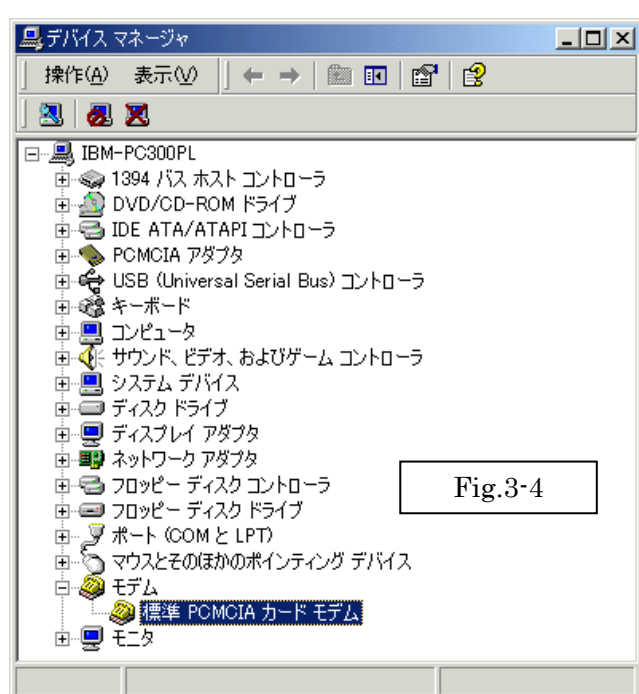 デバイス マネージャ
操作(A) 表示(V)
IBM-PC300PL
1394 バス ホスト コントローラ
DVD/CD-ROM ドライブ
IDE ATA/ATAPI コントローラ
PCMCIA アダプタ
USB (Universal Serial Bus) コントローラ
キーボード
コンピュータ
サウンド、ビデオ、およびゲーム コントローラ
システム デバイス
ディスク ドライブ
ディスプレイ アダプタ
ネットワーク アダプタ
フロッピー ディスク コントローラ
Fig.3-4
フロッピー ディスク ドライブ
ポート (COM と LPT)
マウスとそのほかのポインティング デバイス
モデム
標準 PCMCIA カード モデム
モニタ